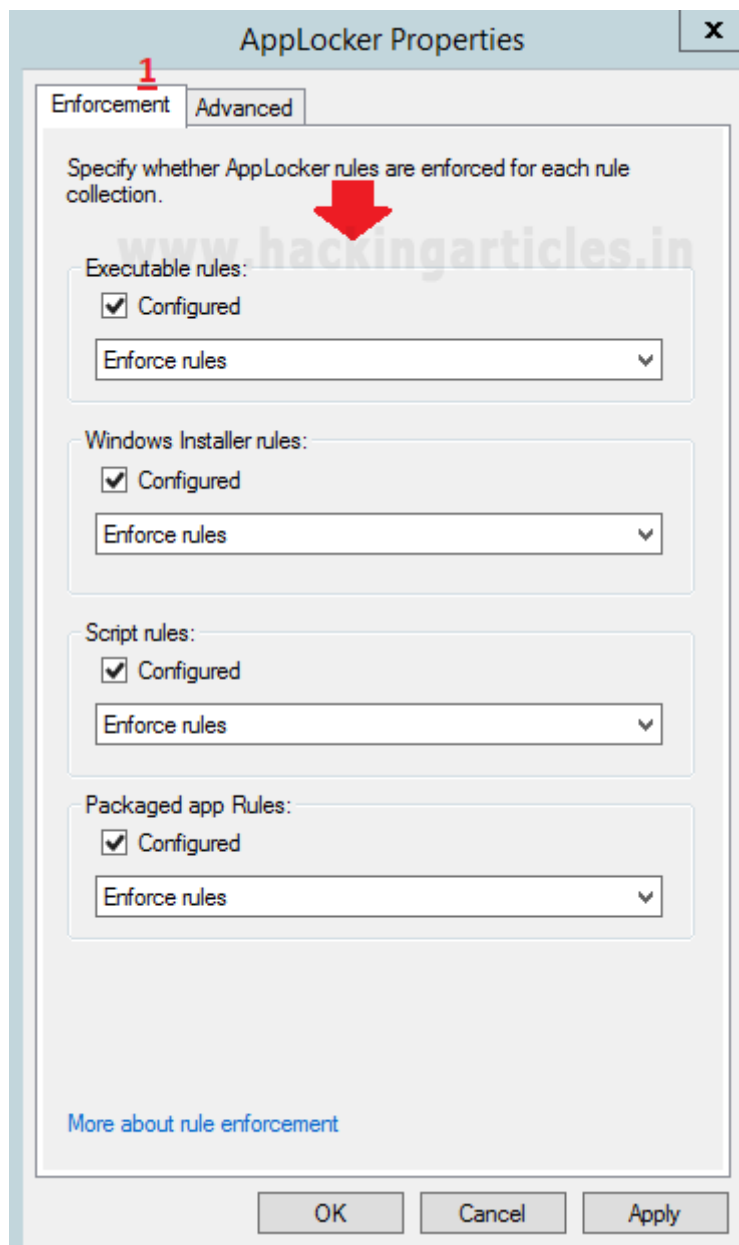 AppLocker Properties
x
1
Enforcement
Advanced
Specify whether AppLocker rules are enforced for each rule
collection.
www.hackingarticles.in
Executable rules:
Configured
Enforce rules
Windows Installer rules:
Configured
Enforce rules
Script rules:
Configured
Enforce rules
Packaged app Rules:
Configured
Enforce rules
More about rule enforcement
OK
Cancel
Apply